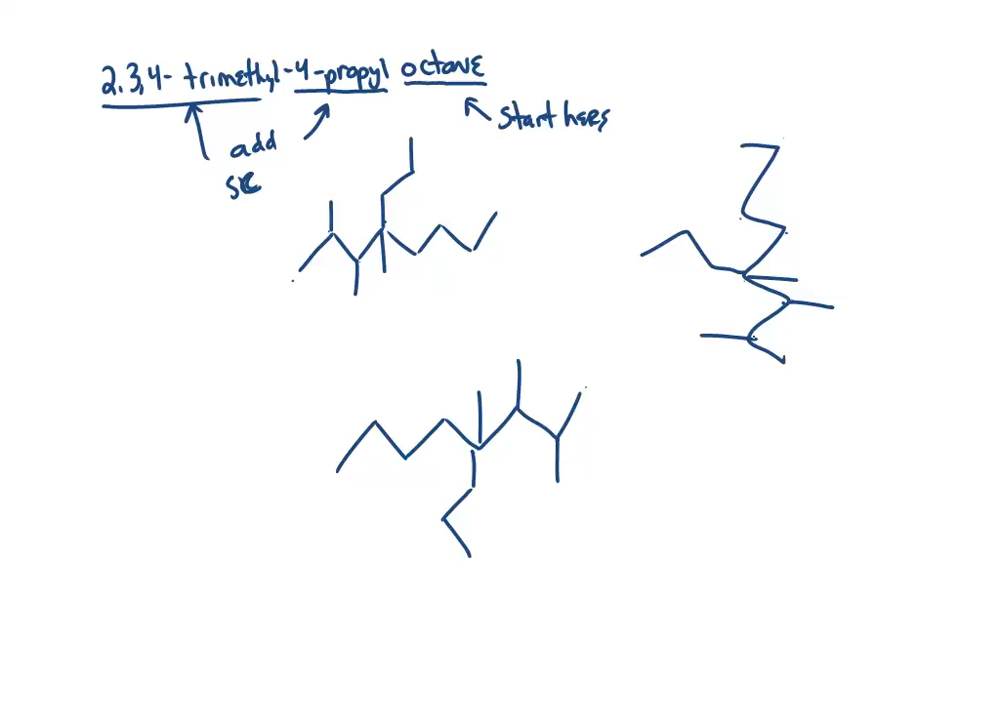 2,3,4- trimethyl-4-propyl octane
start here
add